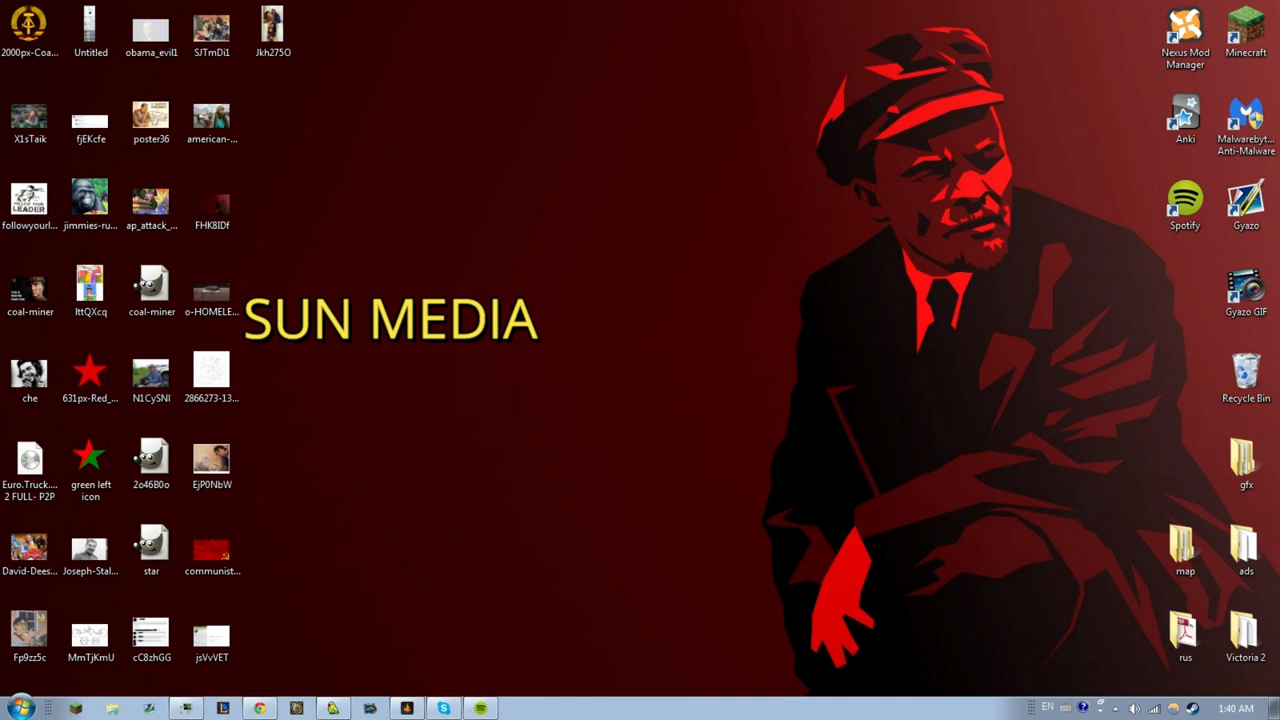 2000px-Coa...
Untitled
obama_evil1
SJTmDi1
Jkh275O
Nexus Mod
Manager
Minecraft
X1sTaik
fjEKcfe
poster36
american-...
Anki
Malwarebyt...
Anti-Malware
followyourl...
jimmies-ru...
ap_attack_...
FHK8IDf
Spotify
Gyazo
coal-miner
IttQXcq
coal-miner
o-HOMELE...
Gyazo GIF
SUN MEDIA
che
631px-Red_...
N1CySNI
2866273-13...
Recycle Bin
Euro.Truck....
2 FULL- P2P
green left
icon
2o46B0o
EjP0NbW
gfx
David-Dees...
Joseph-Stal...
star
communist...
map
ads
Fp9zz5c
MmTjKmU
cC8zhGG
jsVvVET
rus
Victoria 2
EN
1:40 AM